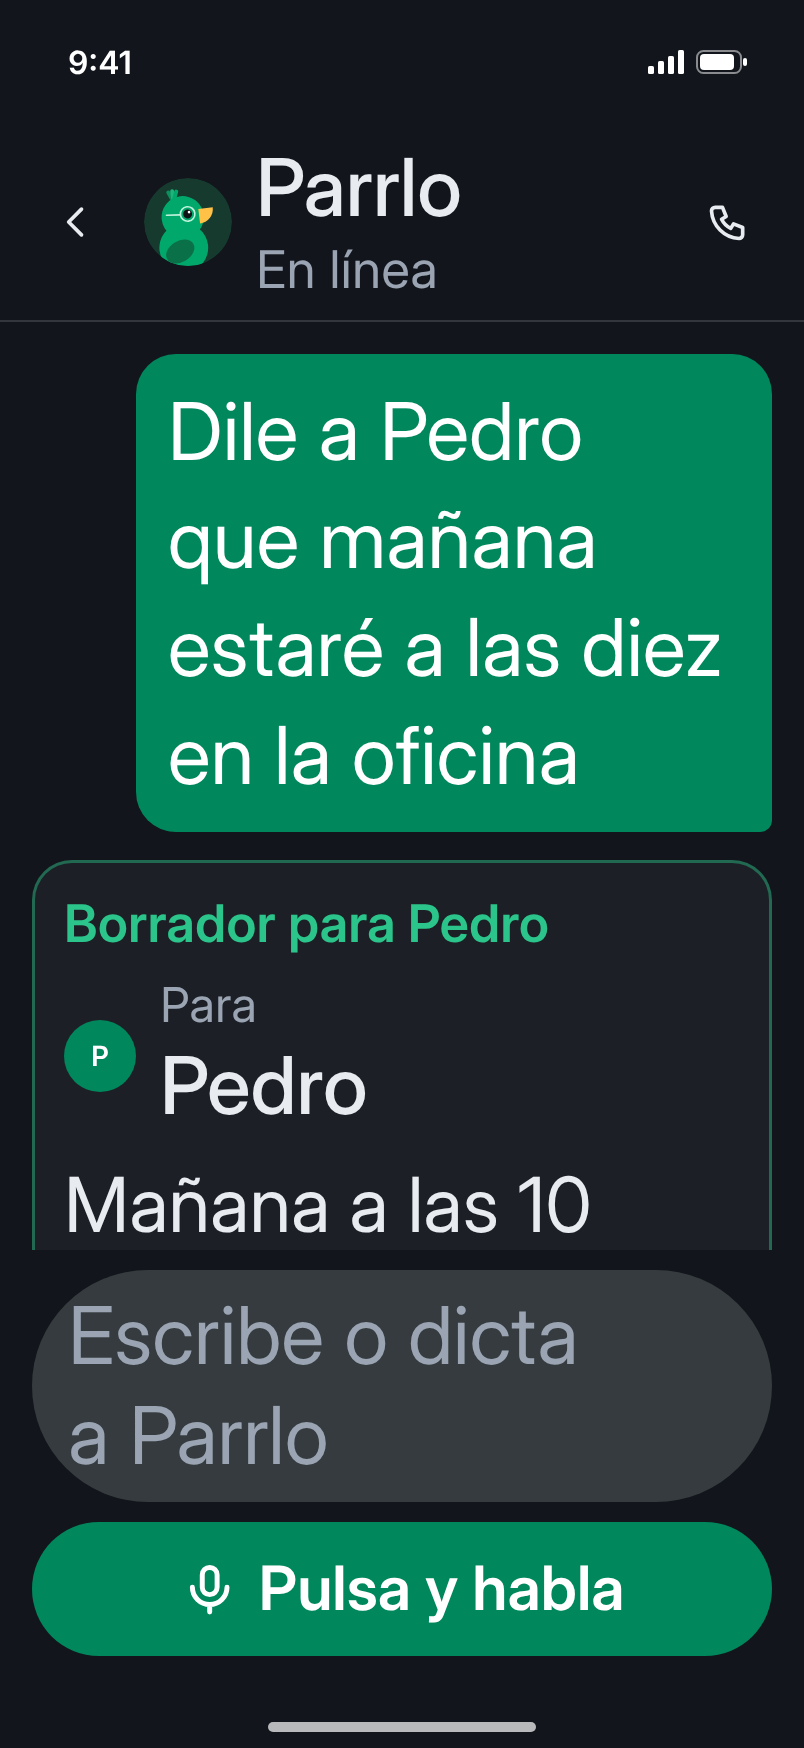 9:41
Parrlo
En línea
Dile a Pedro
que mañana
estaré a las diez
en la oficina
Borrador para Pedro
Para
P
Pedro
Mañana a las 10
Escribe o dicta
a Parrlo
Pulsa y habla